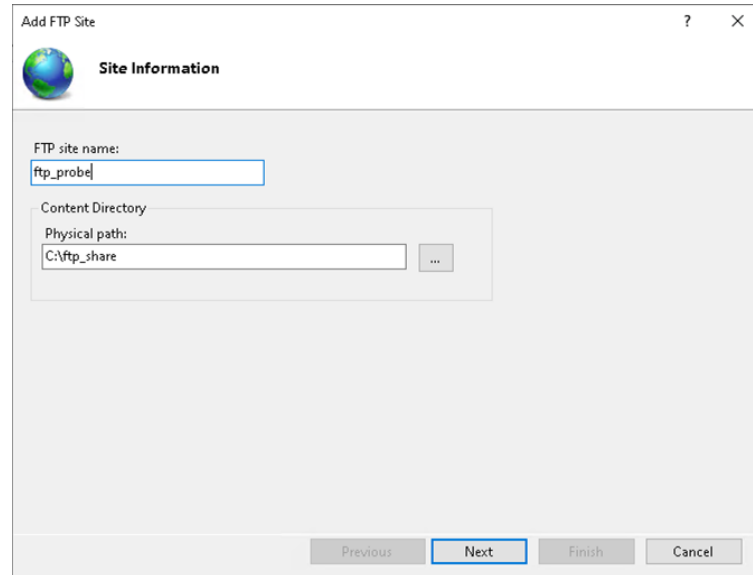 Add FTP Site
? X
Site Information
FTP site name:
ftp_probe
Content Directory
Physical path:
C:\ftp_share
...
Previous Next Finish Cancel